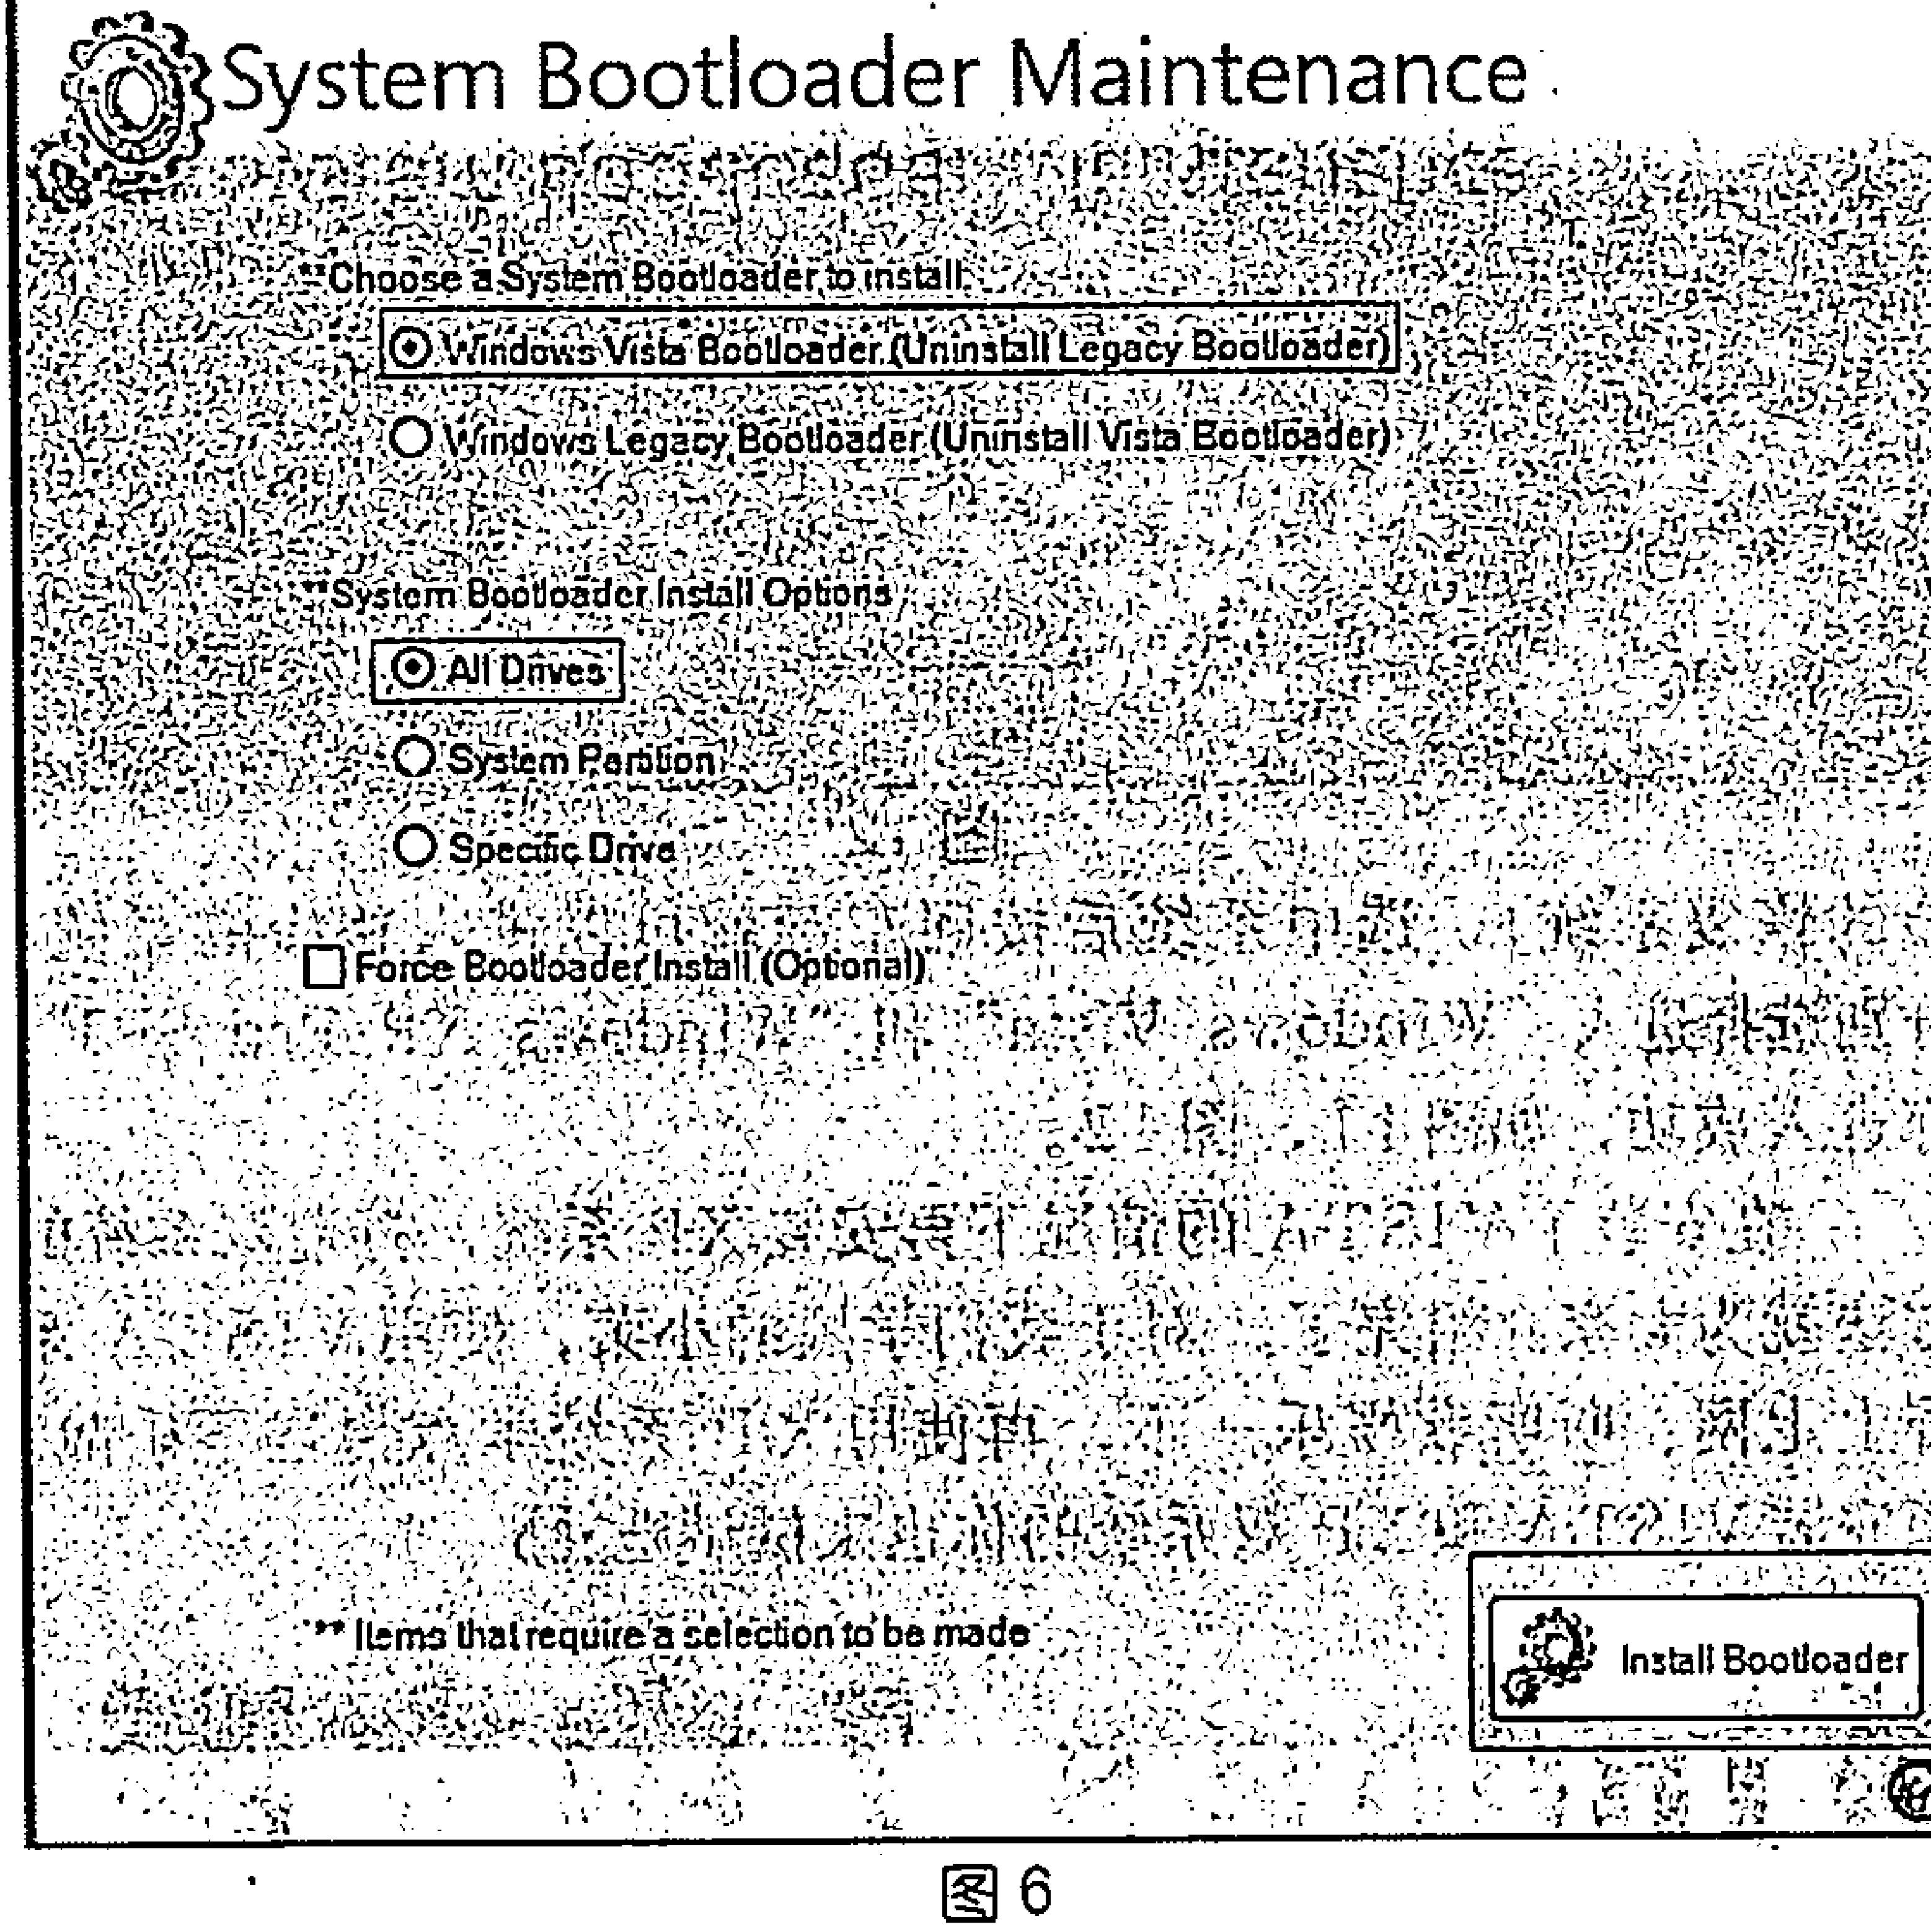 System Bootloader Maintenance
**Choose a System Bootloader to install
Windows Vista Bootloader (Uninstall Legacy Bootloader)
Windows Legacy Bootloader (Uninstall Vista Bootloader)
**System Bootloader Install Options
All Drives
System Partition
Specific Drive
Force Bootloader Install (Optional)
** Items that require a selection to be made
Install Bootloader
图 6